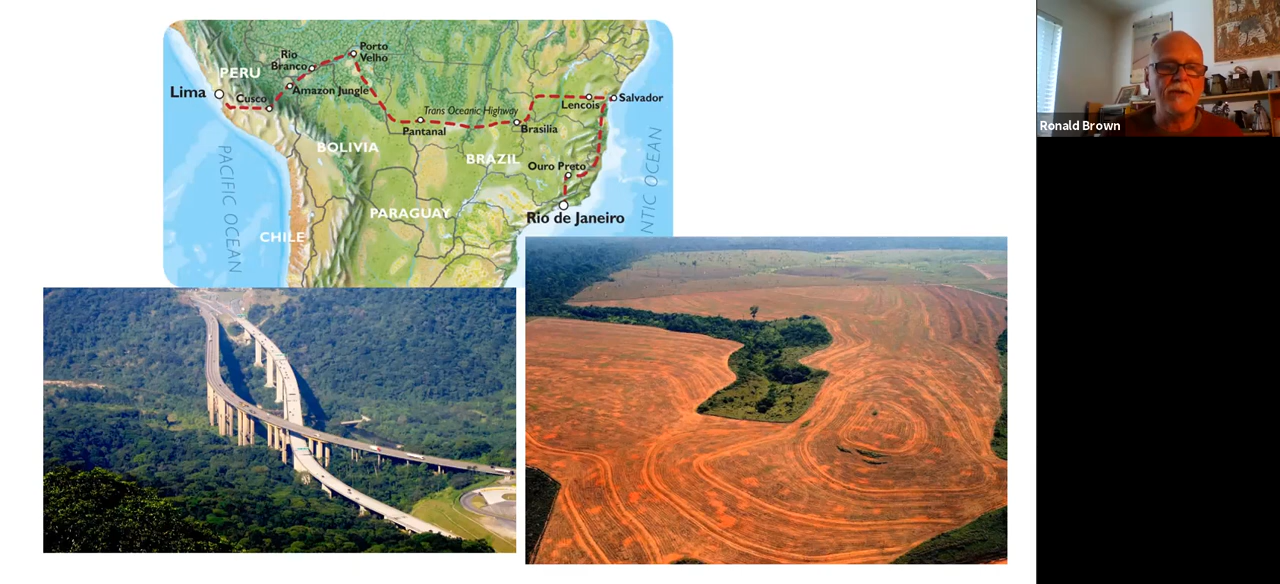 Porto
Velho
Rio
Branco
PERU
Lima
Cusco
Amazon Jungle
Trans Oceanic Highway
Lencois
Salvador
Pantanal
Brasilia
BOLIVIA
BRAZIL
Ouro Preto
PACIFIC OCEAN
NTIC OCEAN
PARAGUAY
Rio de Janeiro
CHILE
Ronald Brown